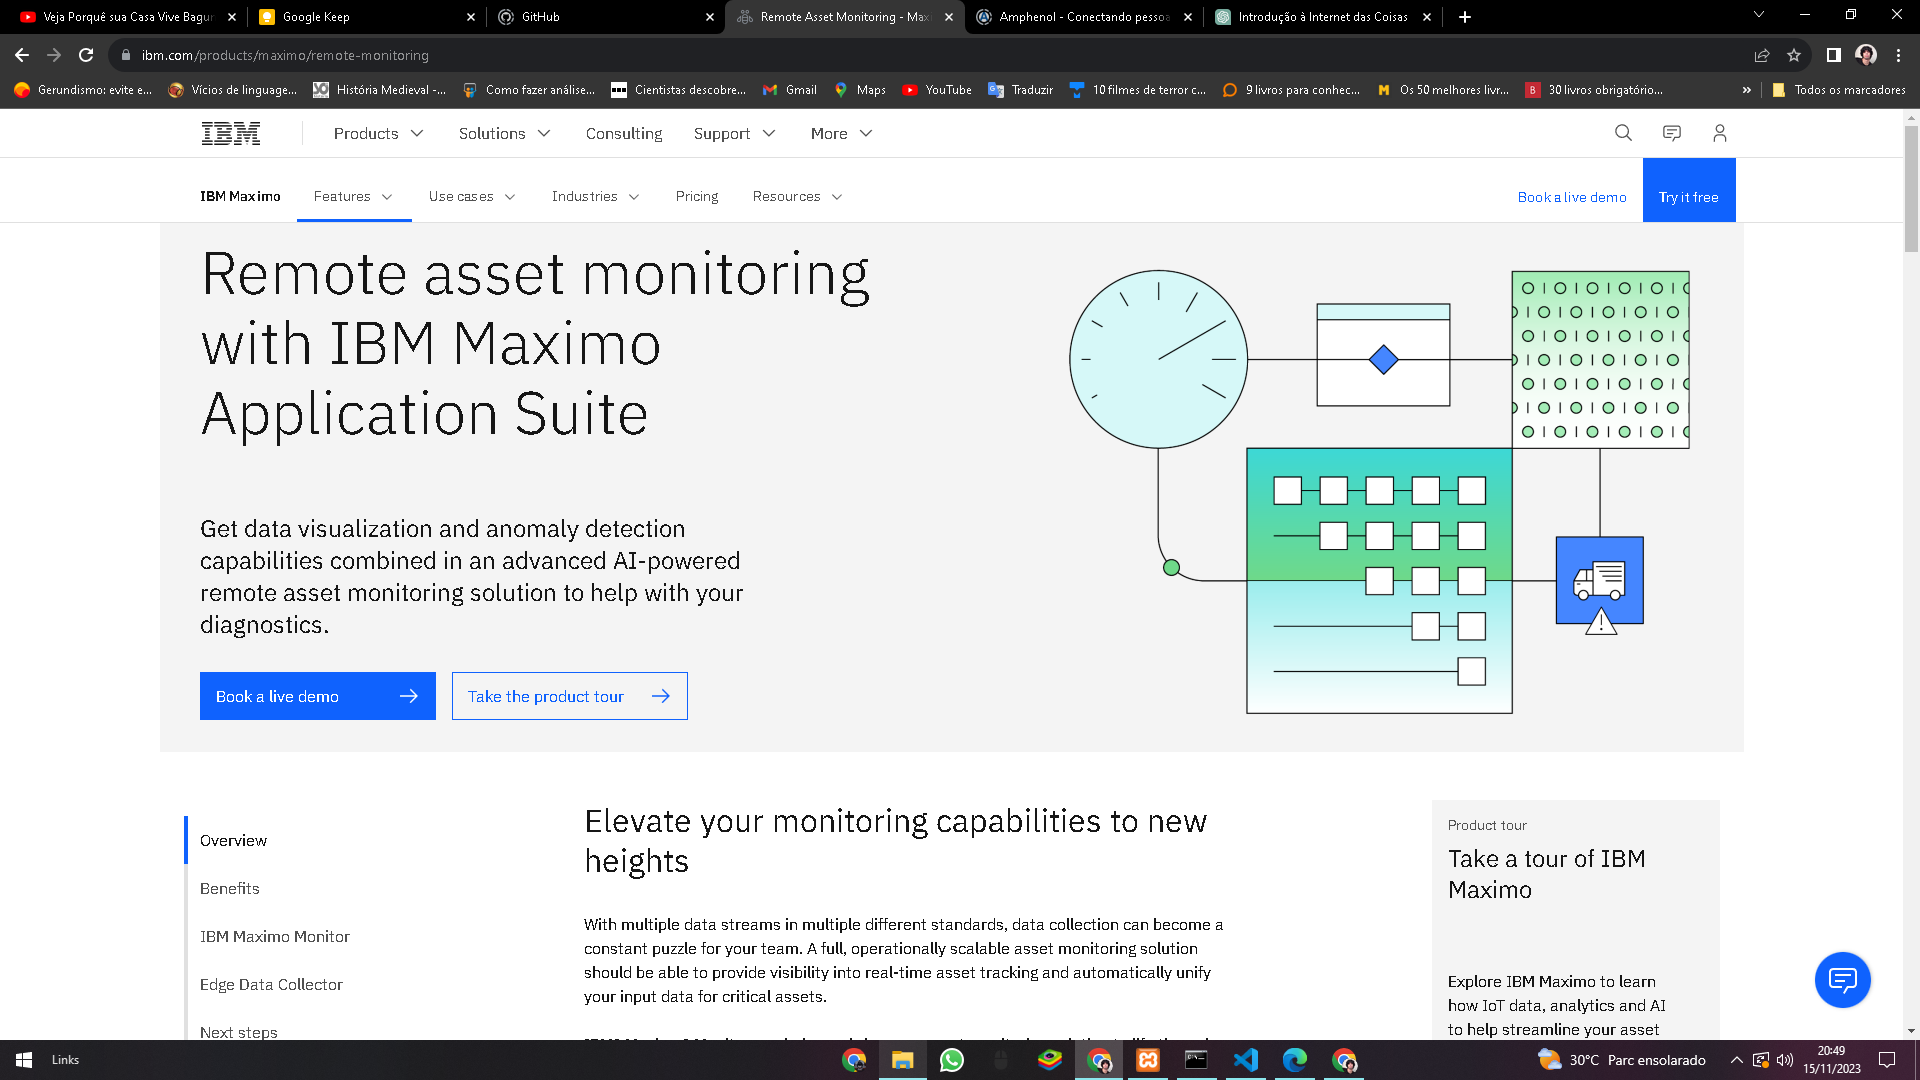 Veja Porquê sua Casa Vive Bagun
Google Keep
GitHub
Remote Asset Monitoring - Maxi
Amphenol - Conectando pessoa
Introdução à Internet das Coisas
ibm.com/products/maximo/remote-monitoring
Gerundismo: evite e...
Vícios de linguage...
História Medieval -...
Como fazer análise...
Cientistas descobre...
Gmail
Maps
YouTube
Traduzir
10 filmes de terror c...
9 livros para conhec...
Os 50 melhores livr...
30 livros obrigatório...
»
Todos os marcadores
IBM
Products
Solutions
Consulting
Support
More
IBM Maximo
Features
Use cases
Industries
Pricing
Resources
Book a live demo
Try it free
Remote asset monitoring
with IBM Maximo
Application Suite
Get data visualization and anomaly detection
capabilities combined in an advanced AI-powered
remote asset monitoring solution to help with your
diagnostics.
Book a live demo
Take the product tour
Overview
Benefits
IBM Maximo Monitor
Edge Data Collector
Next steps
Elevate your monitoring capabilities to new
heights
With multiple data streams in multiple different standards, data collection can become a
constant puzzle for your team. A full, operationally scalable asset monitoring solution
should be able to provide visibility into real-time asset tracking and automatically unify
your input data for critical assets.
Product tour
Take a tour of IBM
Maximo
Explore IBM Maximo to learn
how IoT data, analytics and AI
to help streamline your asset
Links
30°C Parc ensolarado
20:49
15/11/2023